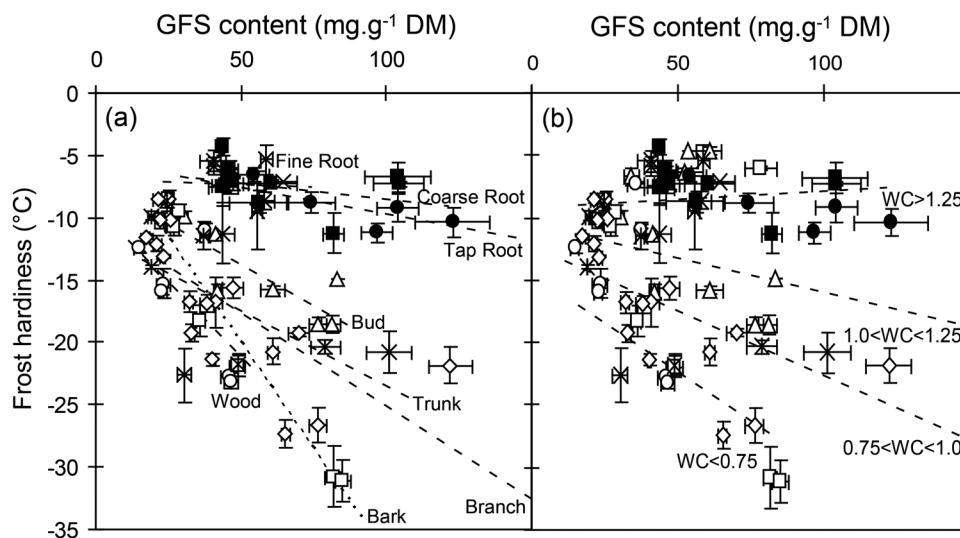 GFS content (mg.g⁻¹ DM)
GFS content (mg.g⁻¹ DM)
0
50
100
0
50
100
Frost hardiness (°C)
0
-5
-10
-15
-20
-25
-30
-35
(a)
Fine Root
Coarse Root
Tap Root
Bud
Wood
Trunk
Branch
Bark
(b)
WC>1.25
1.0<WC<1.25
0.75<WC<1.0
WC<0.75